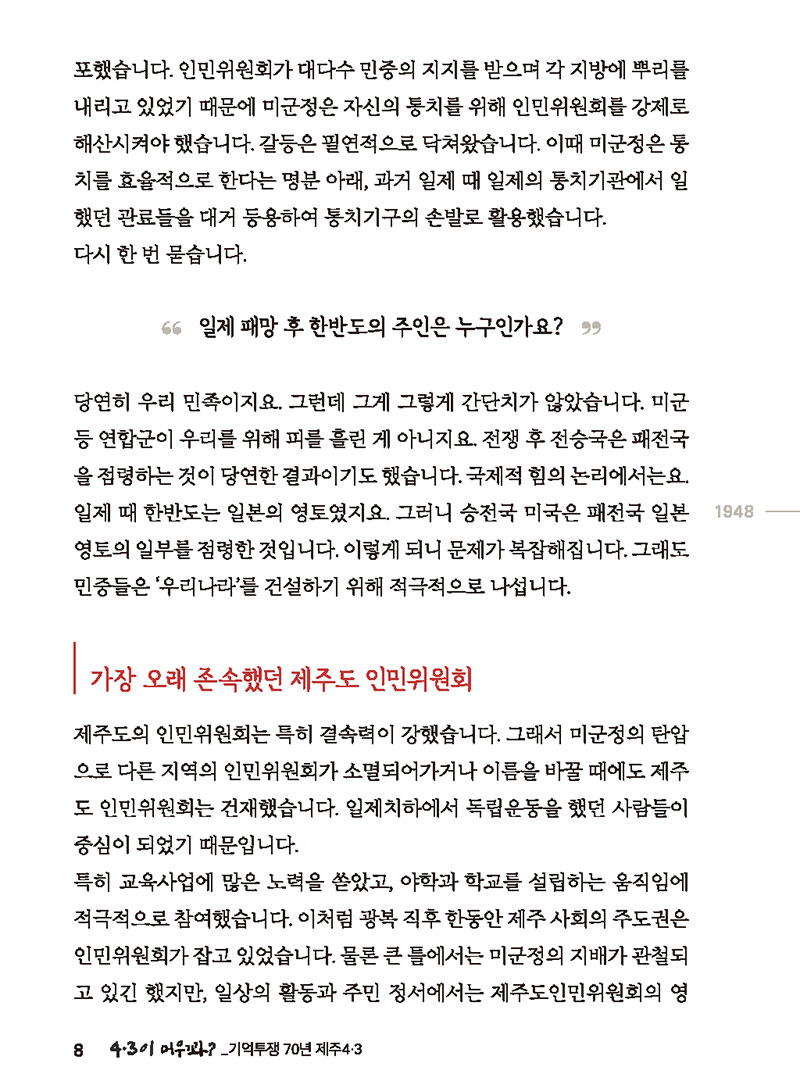 포했습니다. 인민위원회가 대다수 민중의 지지를 받으며 각 지방에 뿌리를
내리고 있었기 때문에 미군정은 자신의 통치를 위해 인민위원회를 강제로
해산시켜야 했습니다. 갈등은 필연적으로 닥쳐왔습니다. 이때 미군정은 통
치를 효율적으로 한다는 명분 아래, 과거 일제 때 일제의 통치기관에서 일
했던 관료들을 대거 등용하여 통치기구의 손발로 활용했습니다.
다시 한 번 묻습니다.
“ 일제 패망 후 한반도의 주인은 누구인가요? ”
당연히 우리 민족이지요. 그런데 그게 그렇게 간단치가 않았습니다. 미군
등 연합군이 우리를 위해 피를 흘린 게 아니지요. 전쟁 후 전승국은 패전국
을 점령하는 것이 당연한 결과이기도 했습니다. 국제적 힘의 논리에서는요.
일제 때 한반도는 일본의 영토였지요. 그러니 승전국 미국은 패전국 일본
영토의 일부를 점령한 것입니다. 이렇게 되니 문제가 복잡해집니다. 그래도
민중들은 ‘우리나라’를 건설하기 위해 적극적으로 나섭니다.
1948
가장 오래 존속했던 제주도 인민위원회
제주도의 인민위원회는 특히 결속력이 강했습니다. 그래서 미군정의 탄압
으로 다른 지역의 인민위원회가 소멸되어가거나 이름을 바꿀 때에도 제주
도 인민위원회는 건재했습니다. 일제치하에서 독립운동을 했던 사람들이
중심이 되었기 때문입니다.
특히 교육사업에 많은 노력을 쏟았고, 야학과 학교를 설립하는 움직임에
적극적으로 참여했습니다. 이처럼 광복 직후 한동안 제주 사회의 주도권은
인민위원회가 잡고 있었습니다. 물론 큰 틀에서는 미군정의 지배가 관철되
고 있긴 했지만, 일상의 활동과 주민 정서에서는 제주도인민위원회의 영
8 4·3이 머우꽈? _기억투쟁 70년 제주4·3